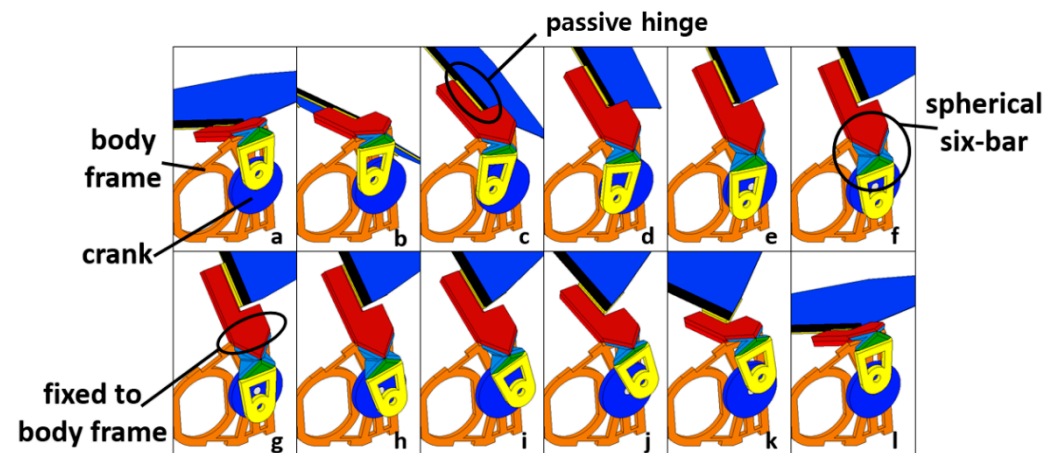 passive hinge
body
frame
crank
spherical
six-bar
a
b
c
d
e
f
fixed to
body frame
g
h
i
j
k
l